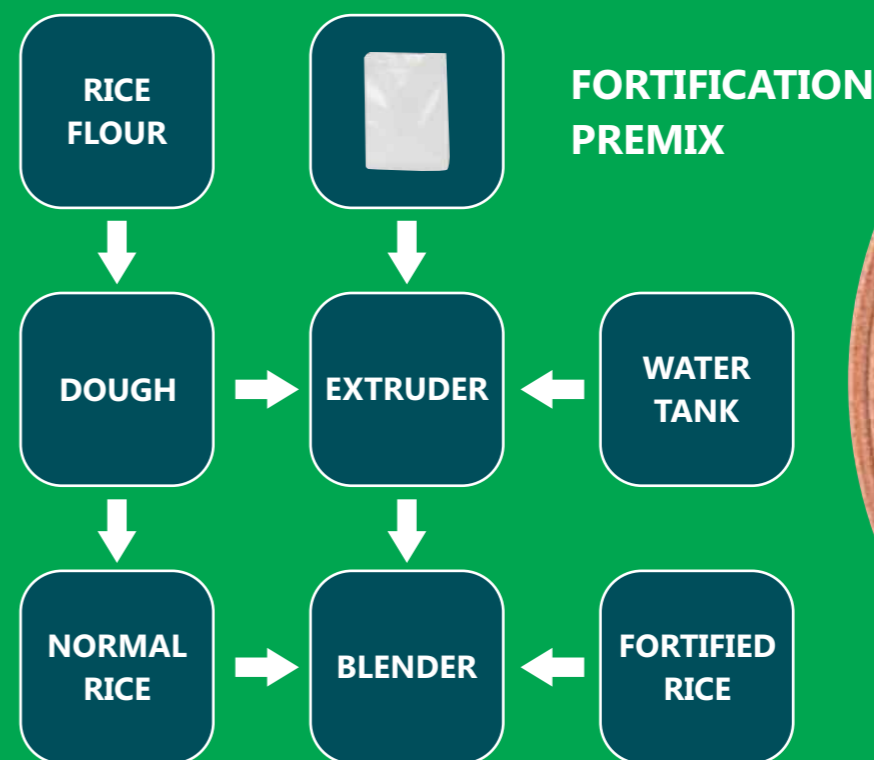 RICE
FLOUR
FORTIFICATION
PREMIX
DOUGH
EXTRUDER
WATER
TANK
NORMAL
RICE
BLENDER
FORTIFIED
RICE